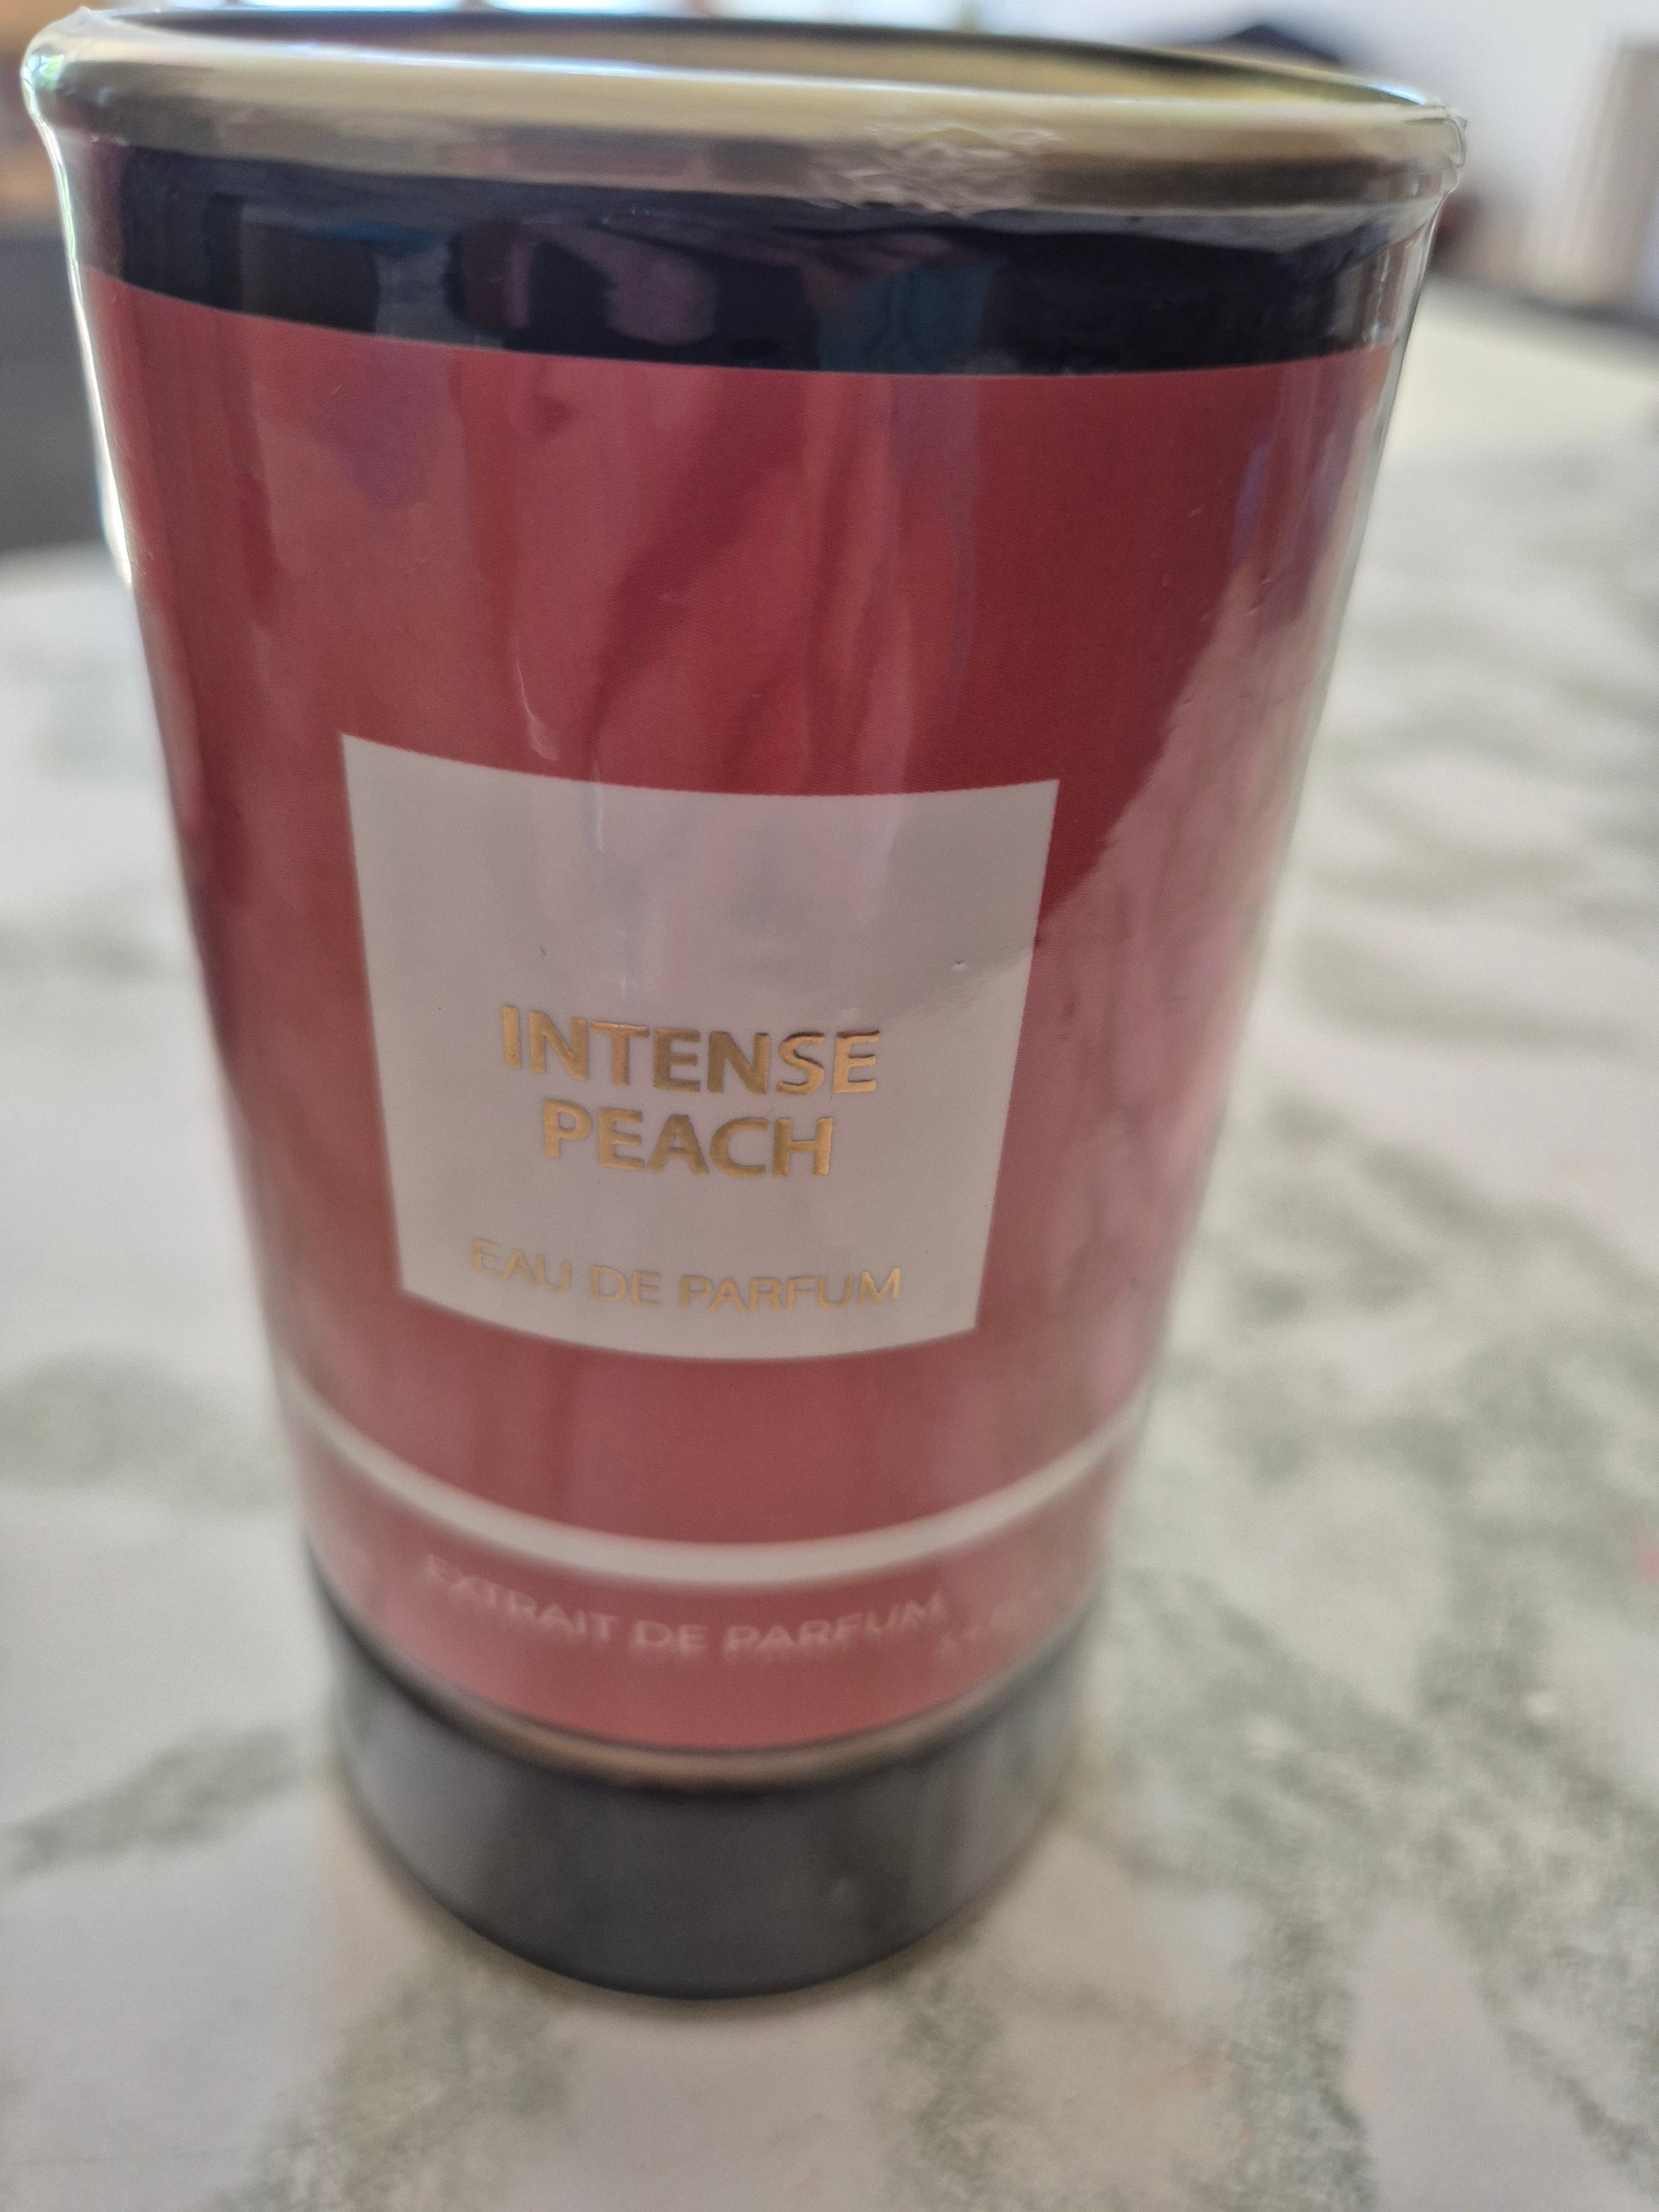 INTENSE
PEACH
EAU DE PARFUM
EXTRAIT DE PARFUM